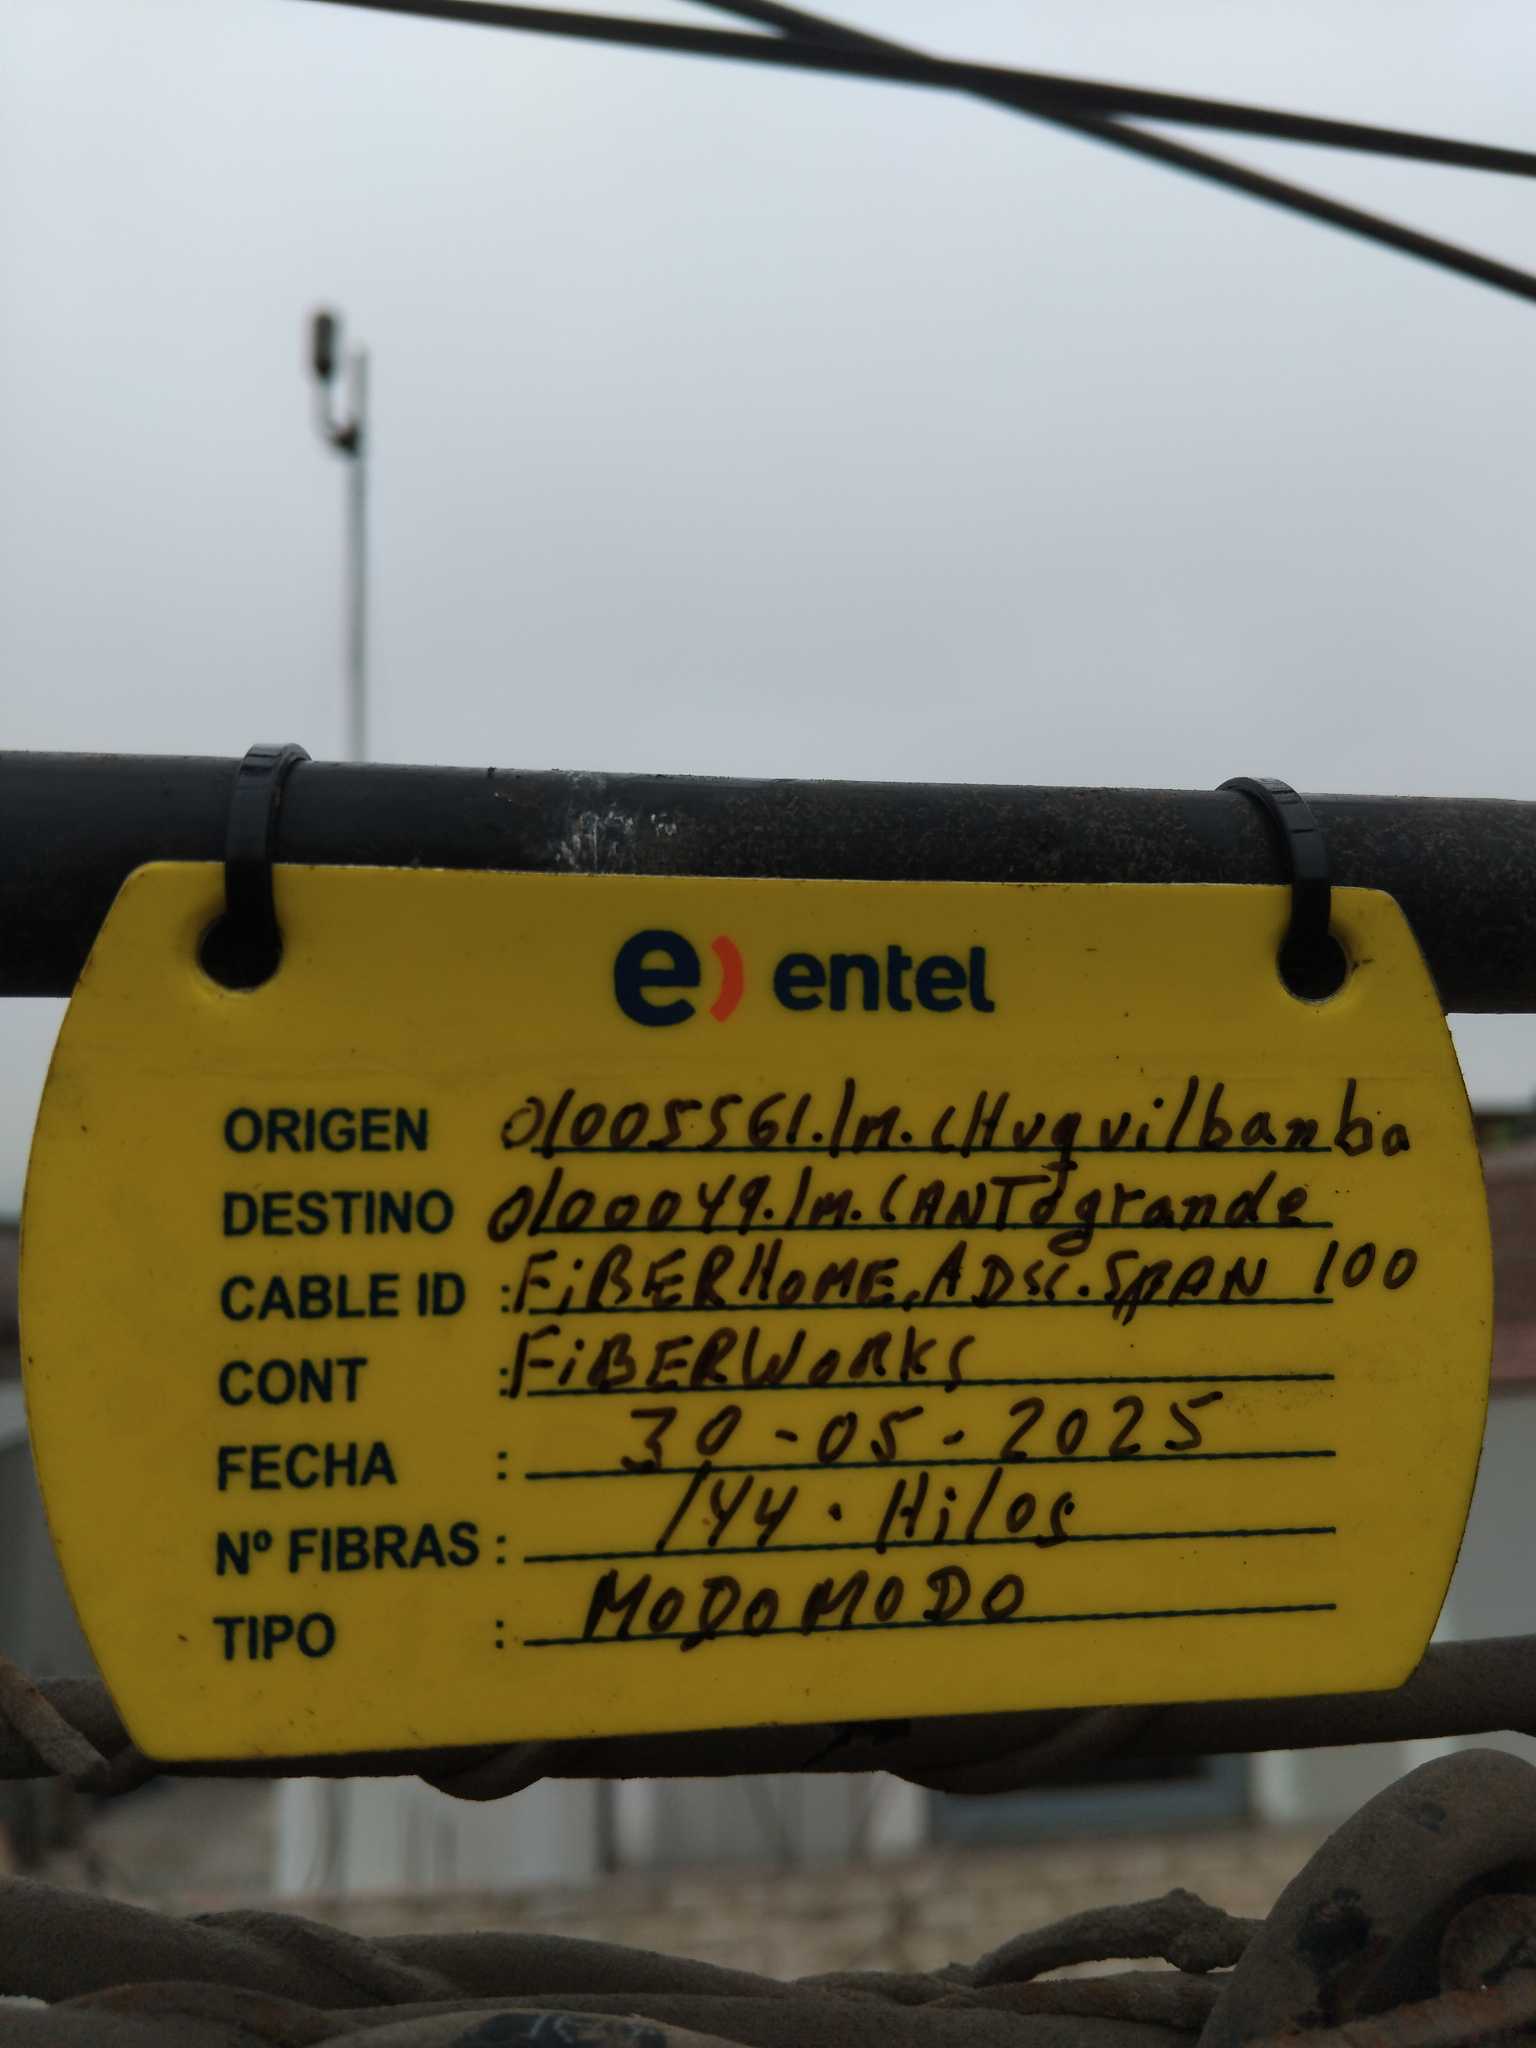 e) entel
ORIGEN 01005561.lm.CHuquilbamba
DESTINO 0100049.lm.CANTogrande
CABLE ID : FiBERHOME.ADSC.SPAN 100
CONT : FiBERWORKS
FECHA : 30-05-2025
Nº FIBRAS : 144 . Hilos
TIPO : MODOMODO